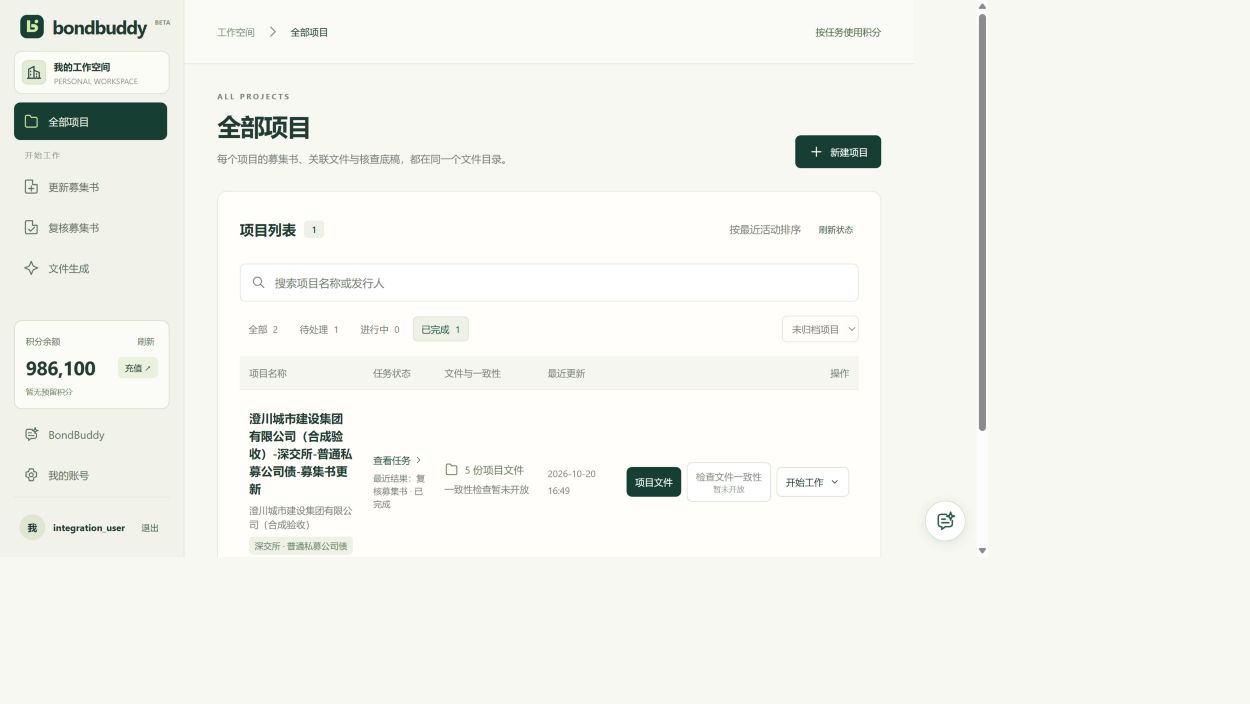 bondbuddy BETA
我的工作空间
PERSONAL WORKSPACE
全部项目
开始工作
更新募集书
复核募集书
文件生成
积分余额 刷新
986,100 充值 ↗
暂无预留积分
BondBuddy
我的账号
我 integration_user 退出
工作空间 > 全部项目 按任务使用积分
ALL PROJECTS
全部项目
每个项目的募集书、关联文件与核查底稿，都在同一个文件目录。
+ 新建项目
项目列表 1 按最近活动排序 刷新状态
搜索项目名称或发行人
全部 2 待处理 1 进行中 0 已完成 1 未归档项目
项目名称 任务状态 文件与一致性 最近更新 操作
澄川城市建设集团
有限公司（合成验
收）-深交所-普通私
募公司债-募集书更
新
澄川城市建设集团有限公
司（合成验收）
深交所 · 普通私募公司债
查看任务 >
最近结果：复
核募集书 · 已
完成
5 份项目文件
一致性检查暂未开放
2026-10-20
16:49
项目文件
检查文件一致性
暂未开放
开始工作